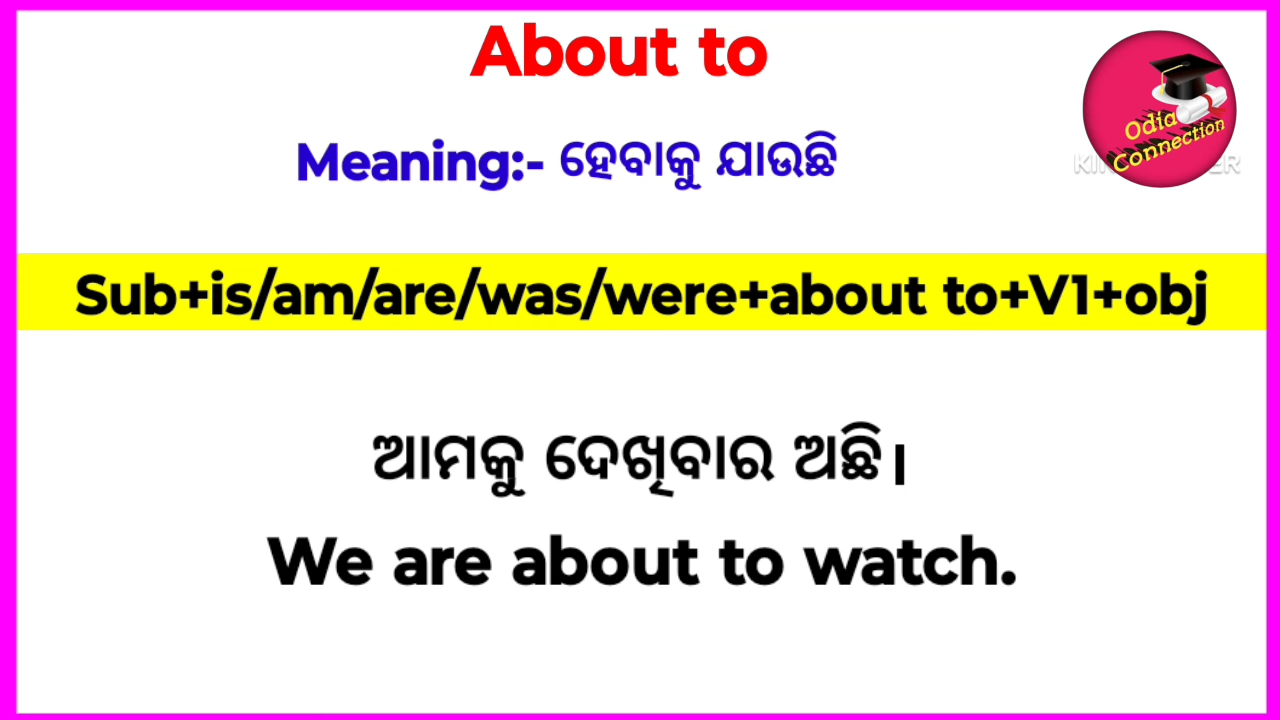 About to
Odia
Connection
Meaning:- ହେବାକୁ ଯାଉଛି
Sub+is/am/are/was/were+about to+V1+obj
ଆମକୁ ଦେଖିବାର ଅଛି।
We are about to watch.